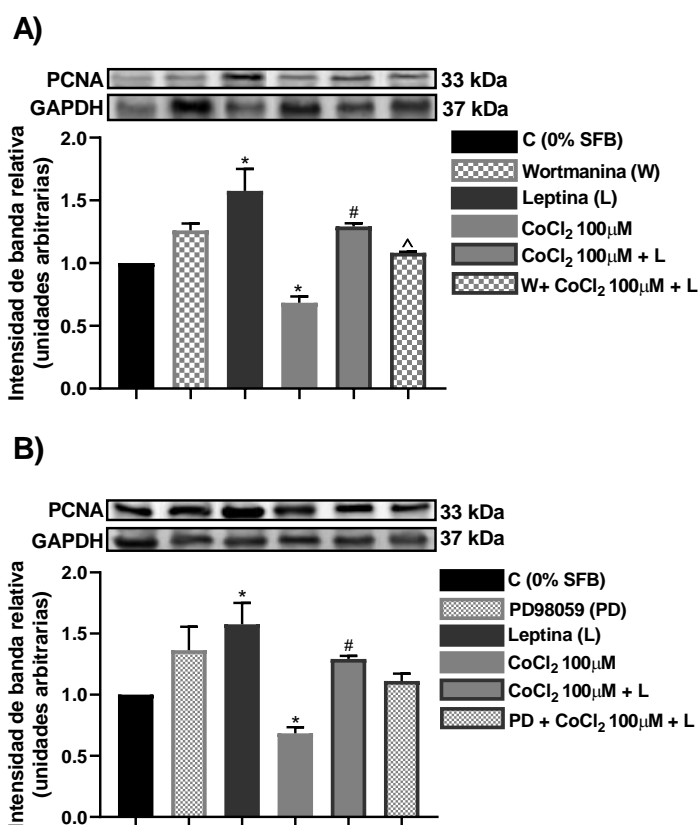 A)
PCNA 33 kDa
GAPDH 37 kDa
Intensidad de banda relativa
(unidades arbitrarias)
2.0
1.5
1.0
0.5
0.0
*
*
#
^
C (0% SFB)
Wortmanina (W)
Leptina (L)
CoCl₂ 100μM
CoCl₂ 100μM + L
W+ CoCl₂ 100μM + L
B)
PCNA 33 kDa
GAPDH 37 kDa
Intensidad de banda relativa
(unidades arbitrarias)
2.0
1.5
1.0
0.5
0.0
*
*
#
C (0% SFB)
PD98059 (PD)
Leptina (L)
CoCl₂ 100μM
CoCl₂ 100μM + L
PD + CoCl₂ 100μM + L